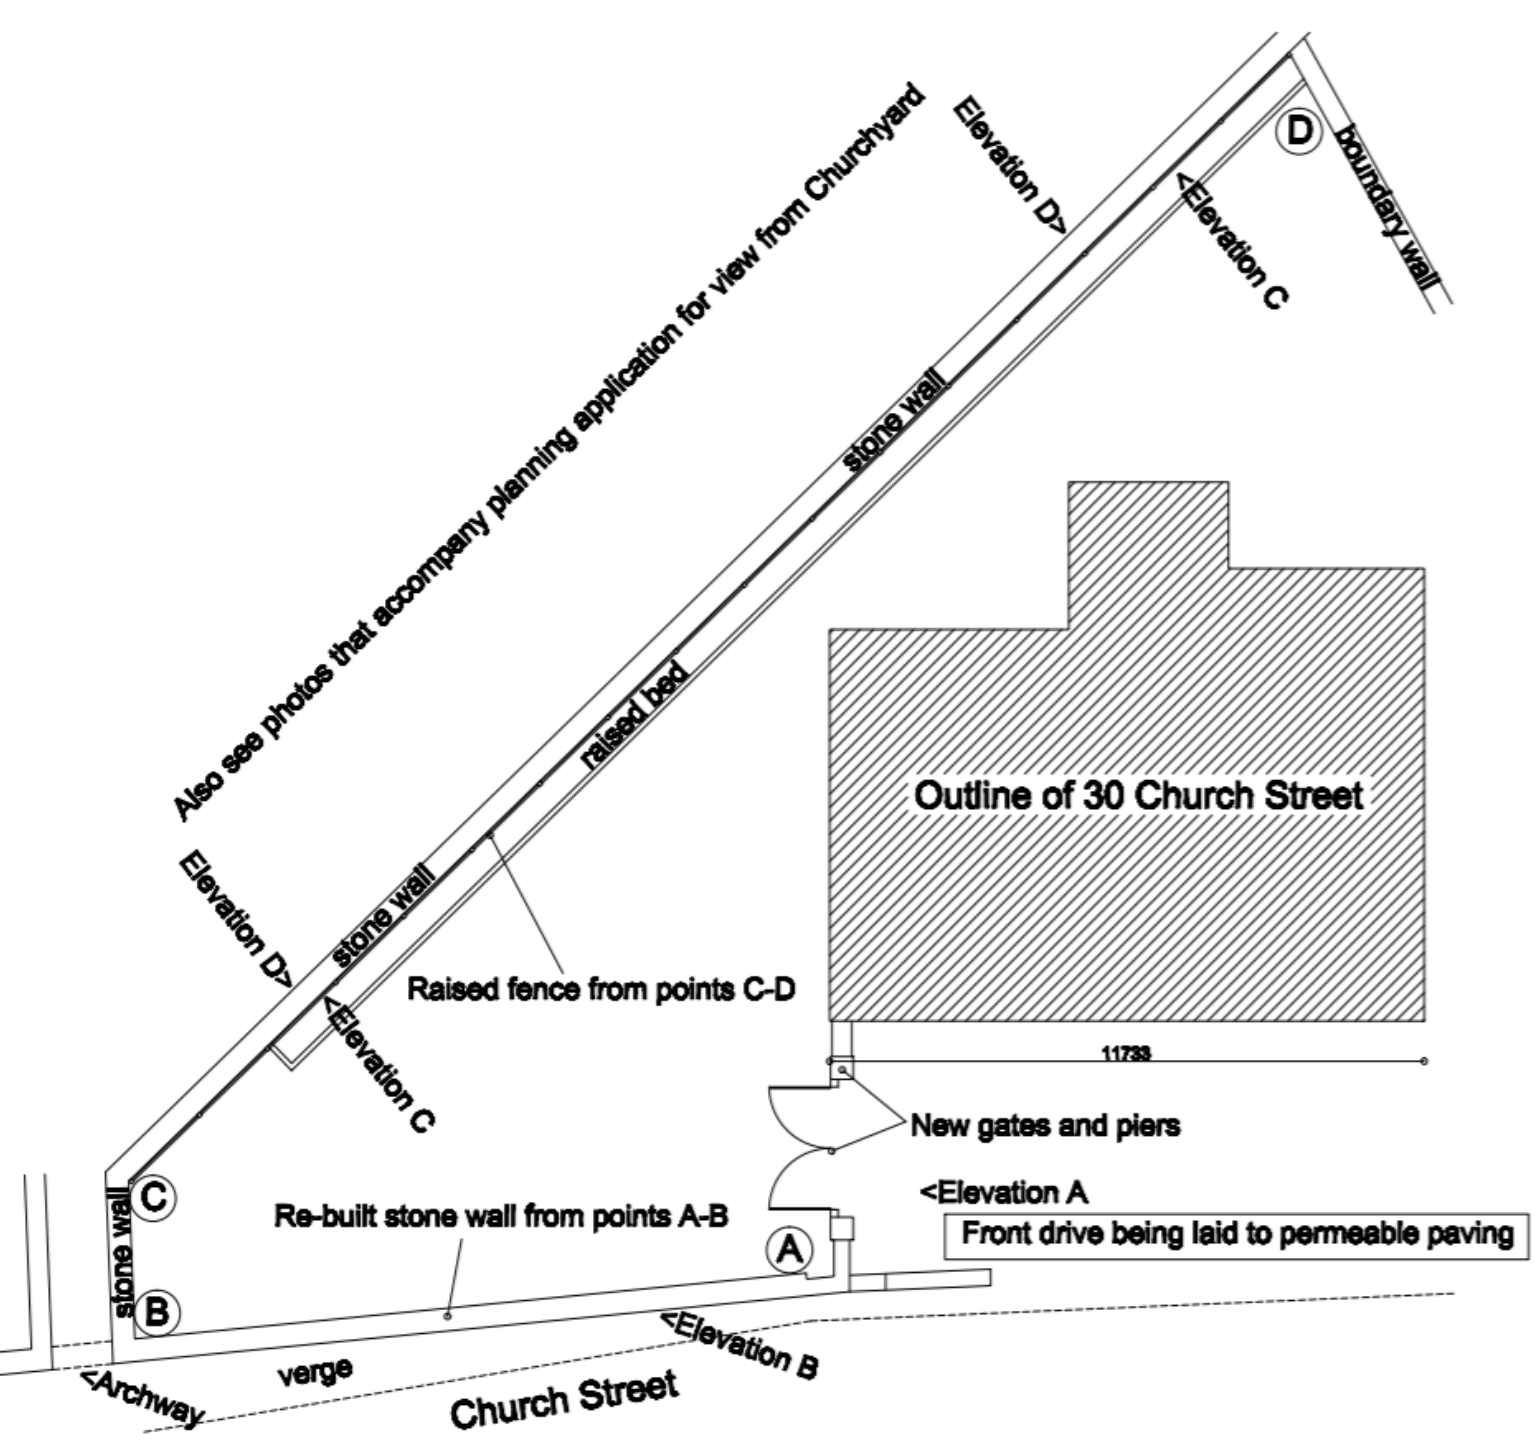 Also see photos that accompany planning application for view from Churchyard
Elevation D>
D
boundary wall
<Elevation C
stone wall
raised bed
Outline of 30 Church Street
Elevation D>
stone wall
Raised fence from points C-D
<Elevation C
11733
New gates and piers
C
stone wall
<Elevation A
Re-built stone wall from points A-B
Front drive being laid to permeable paving
A
B
<Elevation B
verge
<Archway
Church Street